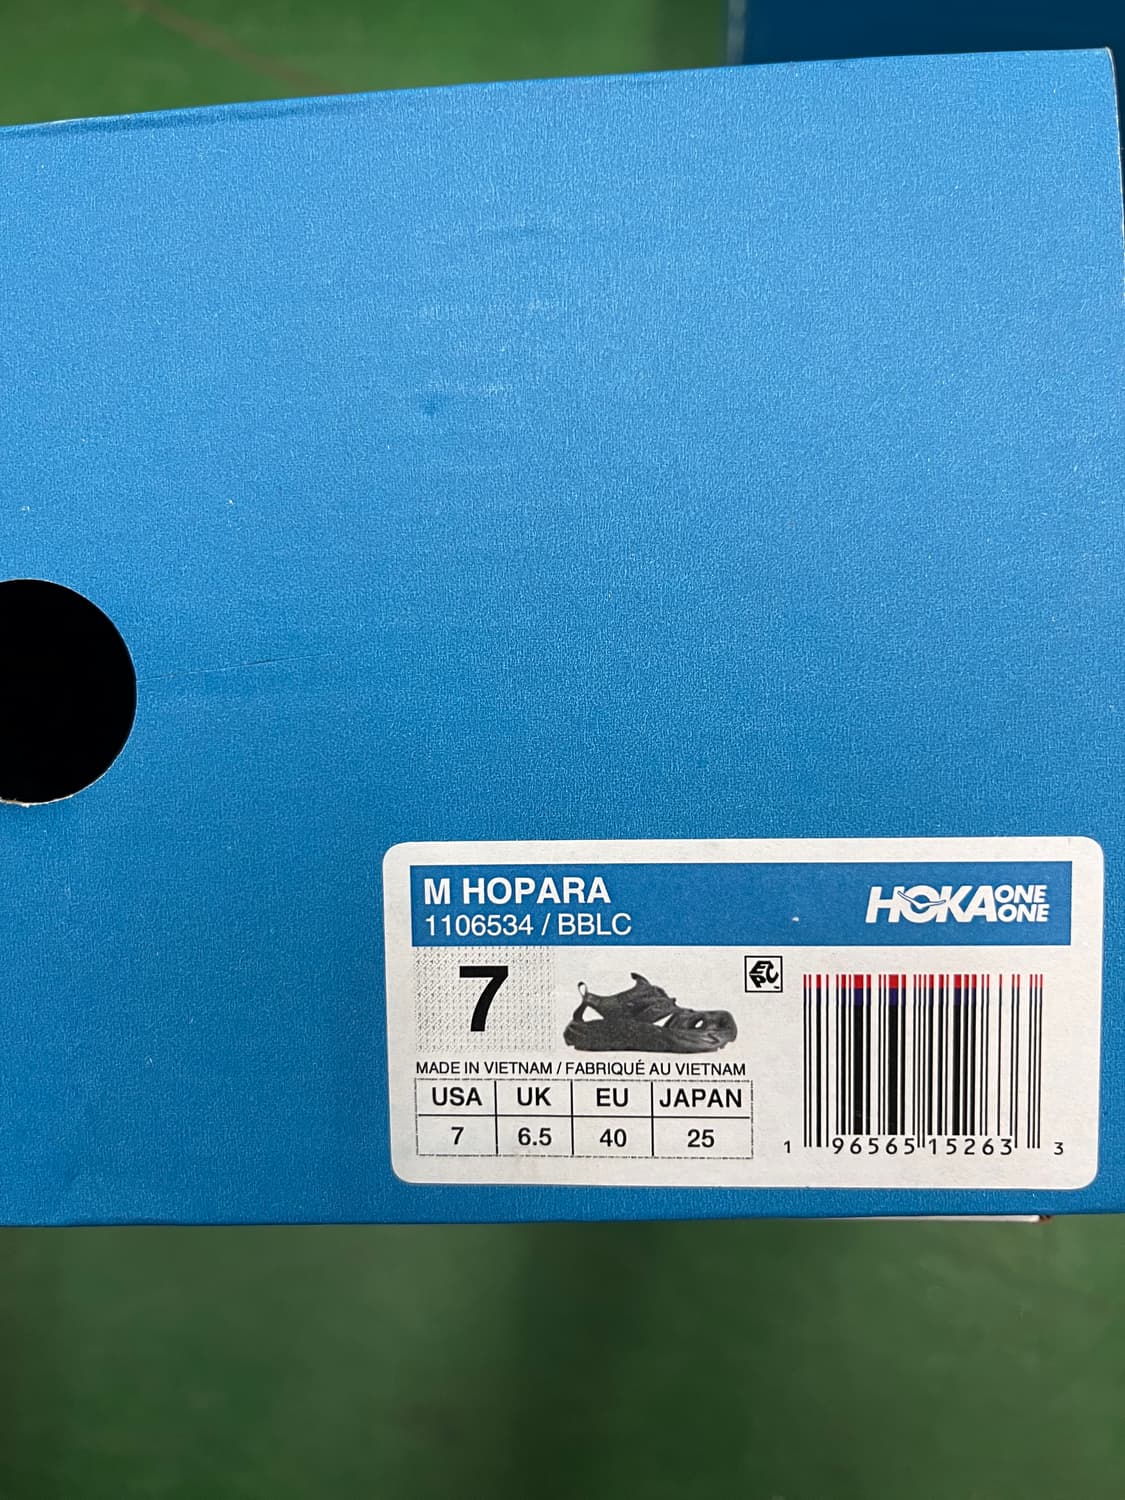 M HOPARA
1106534 / BBLC
HOKA ONE ONE
7
EPC
MADE IN VIETNAM / FABRIQUÉ AU VIETNAM
USA UK EU JAPAN
7 6.5 40 25
1 96565 15263 3